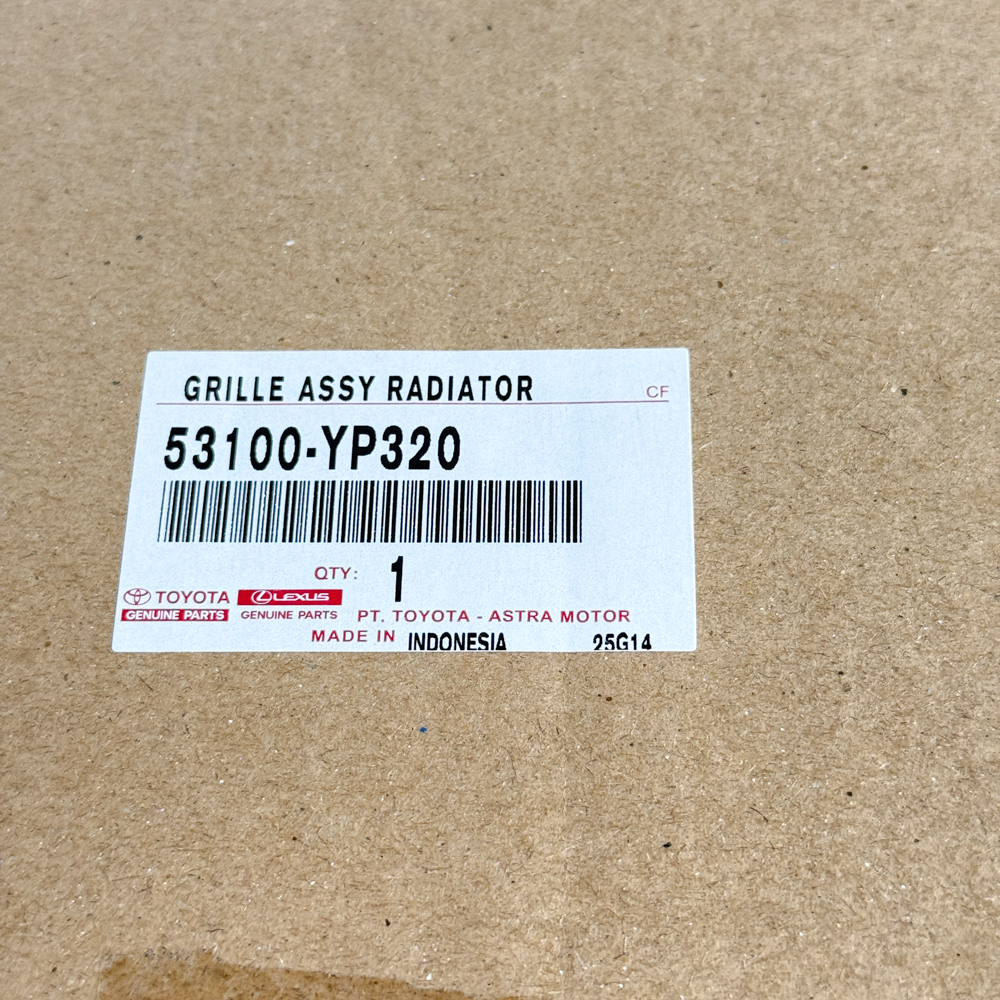 GRILLE ASSY RADIATOR
CF
53100-YP320
QTY: 1
TOYOTA LEXUS
GENUINE PARTS GENUINE PARTS PT. TOYOTA - ASTRA MOTOR
MADE IN INDONESIA 25G14